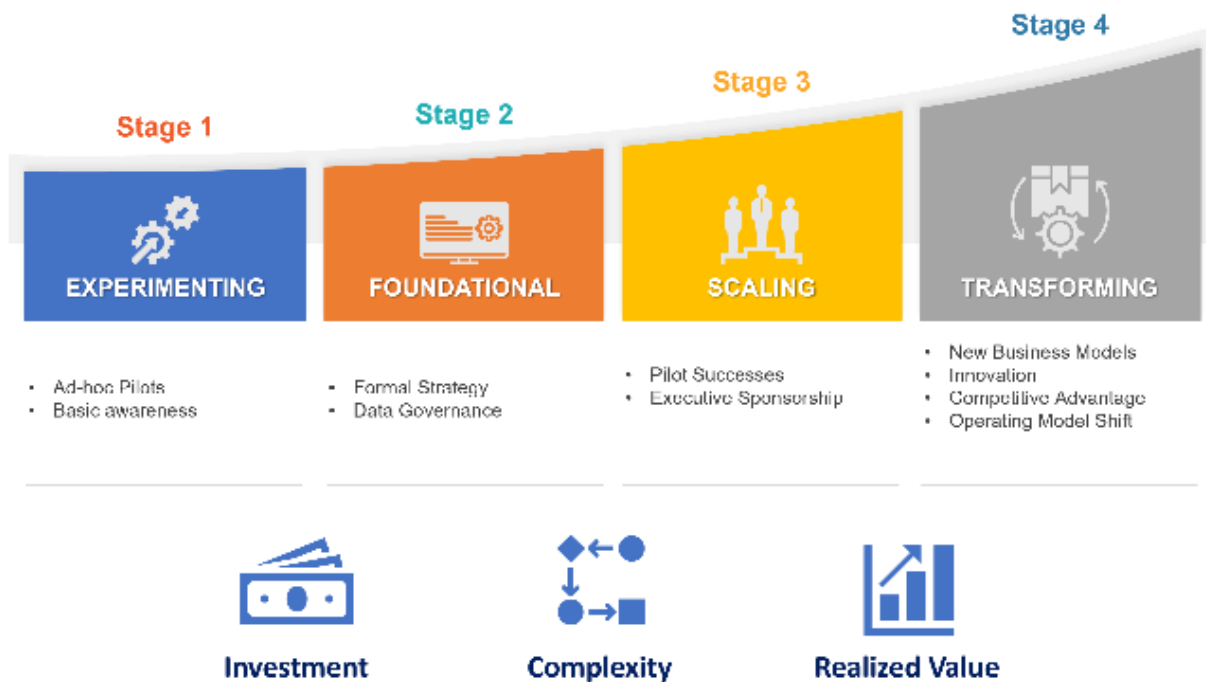 Stage 1
Stage 2
Stage 3
Stage 4
EXPERIMENTING
FOUNDATIONAL
SCALING
TRANSFORMING
• Ad-hoc Pilots
• Basic awareness
• Formal Strategy
• Data Governance
• Pilot Successes
• Executive Sponsorship
• New Business Models
• Innovation
• Competitive Advantage
• Operating Model Shift
Investment
Complexity
Realized Value